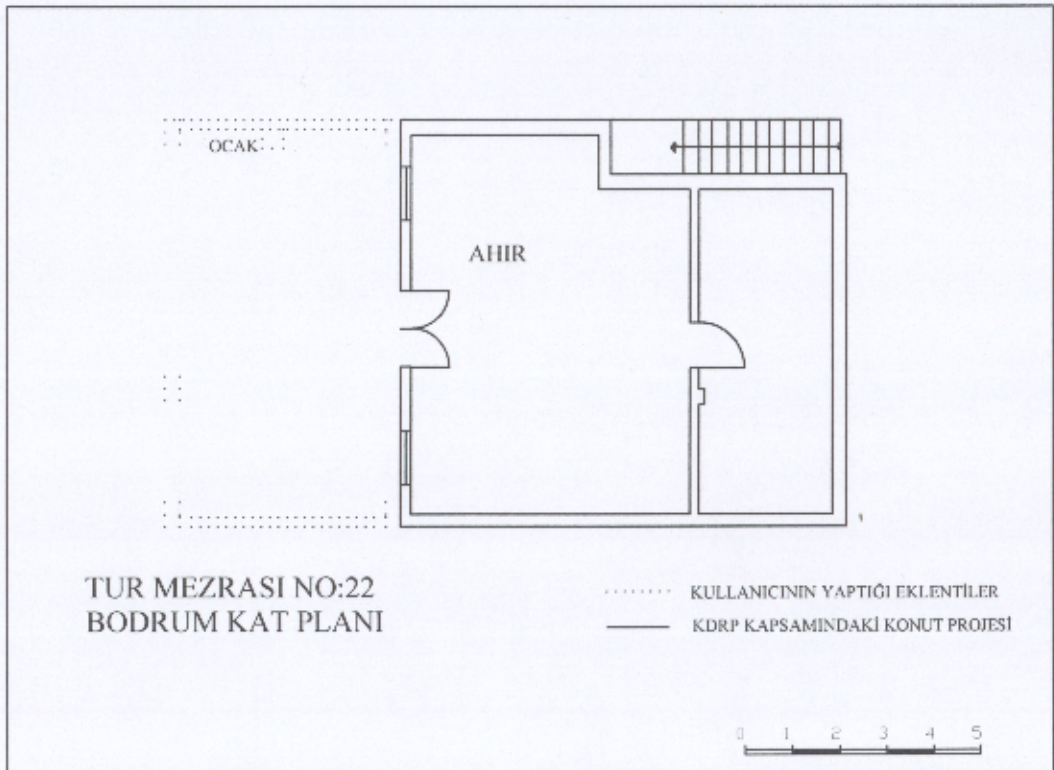 OCAK
AHIR
TUR MEZRASI NO:22
BODRUM KAT PLANI
KULLANICININ YAPTIĞI EKLENTİLER
KDRP KAPSAMINDAKİ KONUT PROJESİ
0 1 2 3 4 5